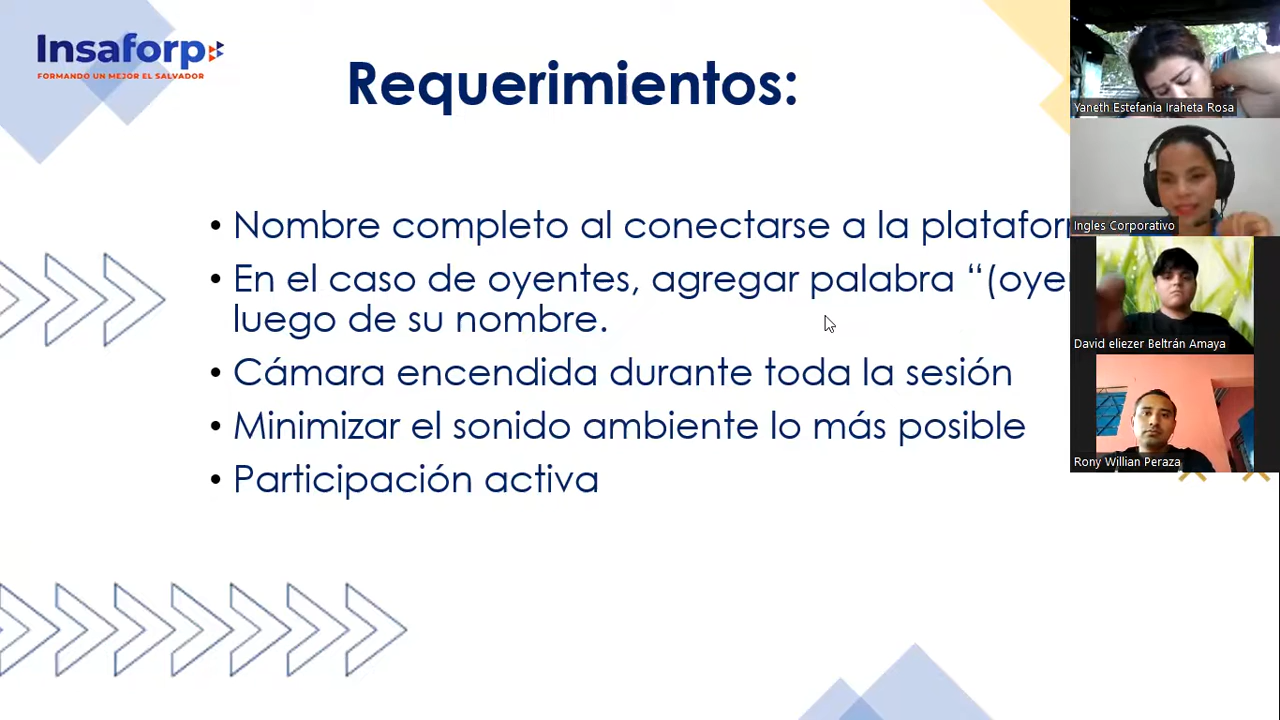 Insaforp
FORMANDO UN MEJOR EL SALVADOR
Requerimientos:
• Nombre completo al conectarse a la platafor
• En el caso de oyentes, agregar palabra “(oye
luego de su nombre.
• Cámara encendida durante toda la sesión
• Minimizar el sonido ambiente lo más posible
• Participación activa
Yaneth Estefania Iraheta Rosa
Ingles Corporativo
David eliezer Beltrán Amaya
Rony Willian Peraza